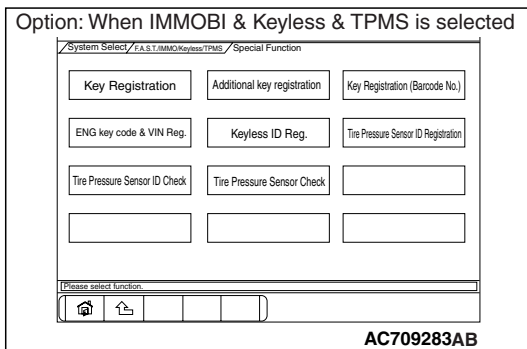 Option: When IMMOBI & Keyless & TPMS is selected
System Select/F.A.S.T./IMMO/Keyless/TPMS/Special Function
Key Registration
Additional key registration
Key Registration (Barcode No.)
ENG key code & VIN Reg.
Keyless ID Reg.
Tire Pressure Sensor ID Registration
Tire Pressure Sensor ID Check
Tire Pressure Sensor Check
Please select function.
AC709283AB